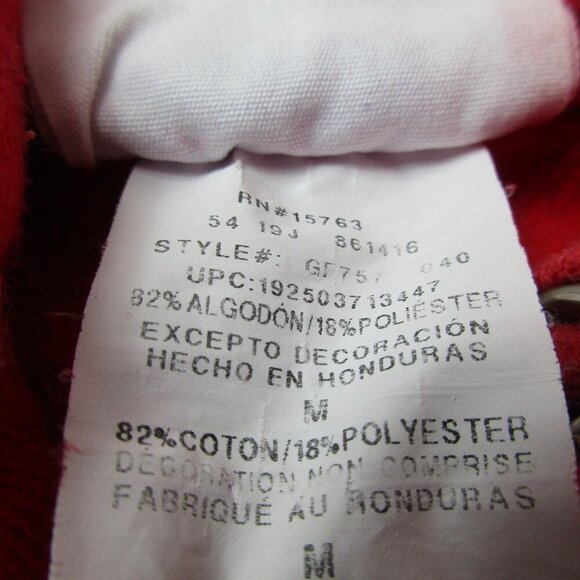 RN#15763
54 19J 861416
STYLE#: 040
UPC:192503713447
82%ALGODÓN/18%POLIÉSTER
EXCEPTO DECORACIÓN
HECHO EN HONDURAS
M
82%COTON/18%POLYESTER
DÉCORATION NON COMPRISE
FABRIQUÉ AU HONDURAS
M